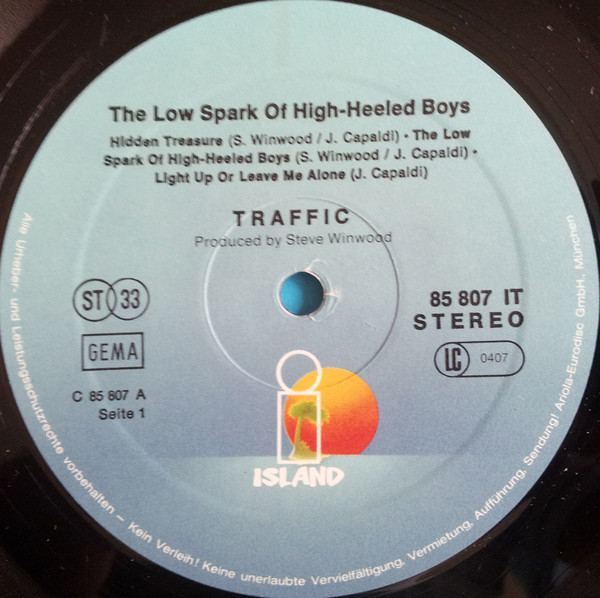 The Low Spark Of High-Heeled Boys
Hidden Treasure (S. Winwood / J. Capaldi) • The Low
Spark Of High-Heeled Boys (S. Winwood / J. Capaldi) •
Light Up Or Leave Me Alone (J. Capaldi)
TRAFFIC
Produced by Steve Winwood
ST 33
GEMA
C 85 807 A
Seite 1
85 807 IT
STEREO
LC 0407
i
ISLAND
Alle Urheber- und Leistungsschutzrechte vorbehalten – Kein Verleih! Keine unerlaubte Vervielfältigung, Vermietung, Aufführung, Sendung! Ariola-Eurodisc GmbH., München